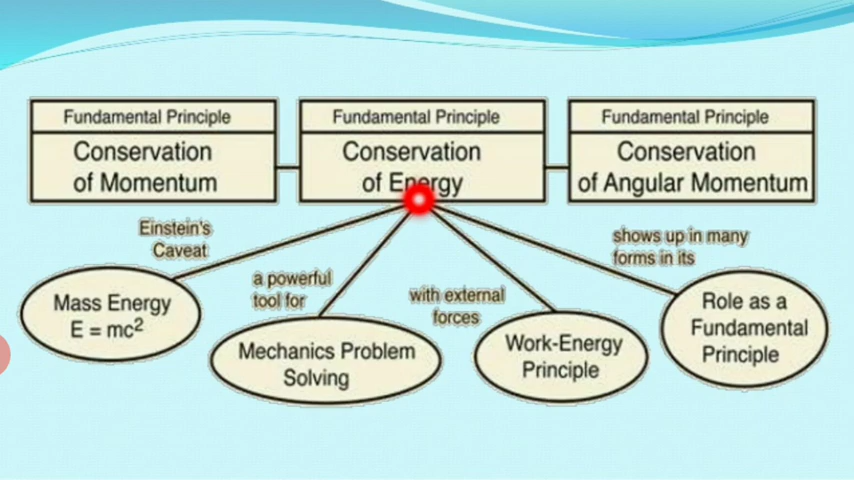 Fundamental Principle
Conservation
of Momentum
Fundamental Principle
Conservation
of Energy
Fundamental Principle
Conservation
of Angular Momentum
Einstein's
Caveat
a powerful
tool for
with external
forces
shows up in many
forms in its
Mass Energy
E = mc²
Mechanics Problem
Solving
Work-Energy
Principle
Role as a
Fundamental
Principle